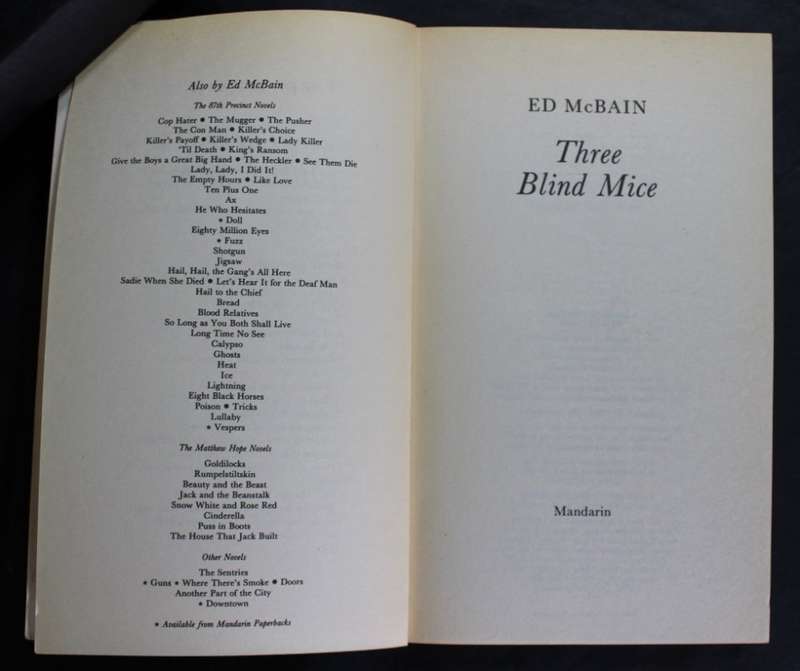 Also by Ed McBain
The 87th Precinct Novels
Cop Hater ● The Mugger ● The Pusher
The Con Man ● Killer's Choice
Killer's Payoff ● Killer's Wedge ● Lady Killer
'Til Death ● King's Ransom
Give the Boys a Great Big Hand ● The Heckler ● See Them Die
Lady, Lady, I Did It!
The Empty Hours ● Like Love
Ten Plus One
Ax
He Who Hesitates
★ Doll
Eighty Million Eyes
★ Fuzz
Shotgun
Jigsaw
Hail, Hail, the Gang's All Here
Sadie When She Died ● Let's Hear It for the Deaf Man
Hail to the Chief
Bread
Blood Relatives
So Long as You Both Shall Live
Long Time No See
Calypso
Ghosts
Heat
Ice
Lightning
Eight Black Horses
Poison ● Tricks
Lullaby
★ Vespers
The Matthew Hope Novels
Goldilocks
Rumpelstiltskin
Beauty and the Beast
Jack and the Beanstalk
Snow White and Rose Red
Cinderella
Puss in Boots
The House That Jack Built
Other Novels
The Sentries
★ Guns ★ Where There's Smoke ● Doors
Another Part of the City
★ Downtown
★ Available from Mandarin Paperbacks
ED McBAIN
Three
Blind Mice
Mandarin